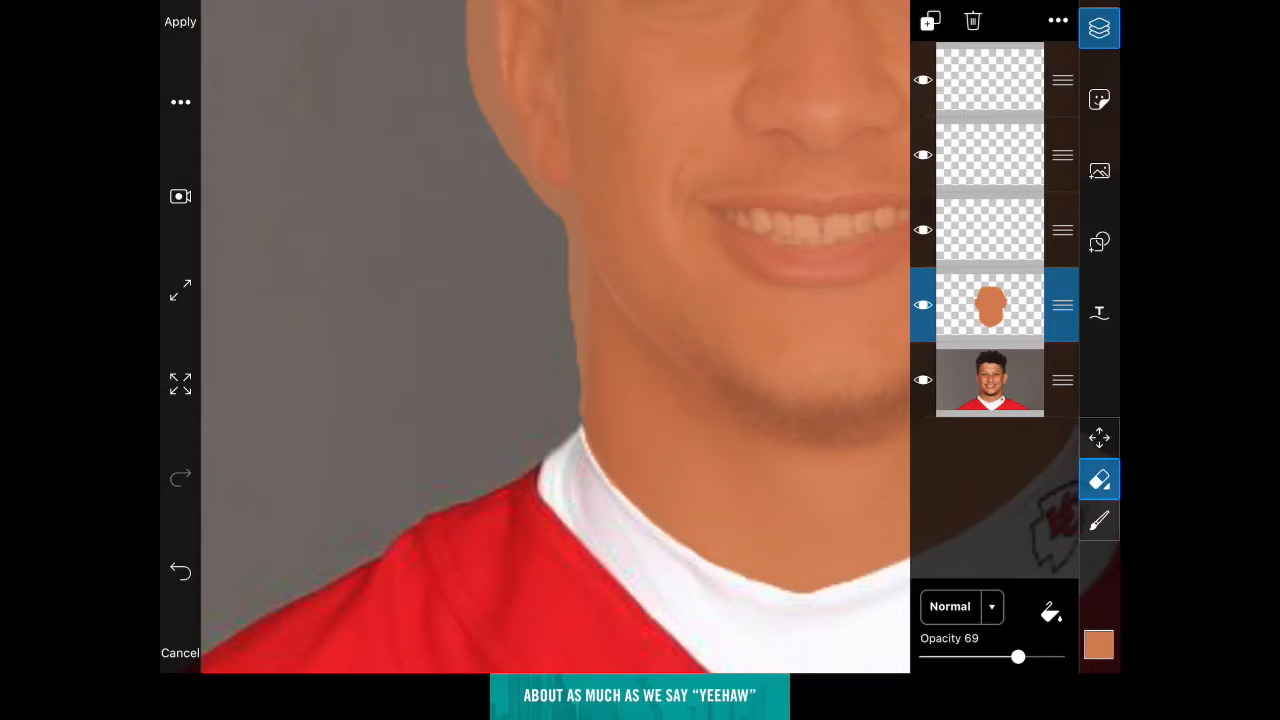 Apply
Normal
Opacity 69
T
Cancel
ABOUT AS MUCH AS WE SAY “YEEHAW”